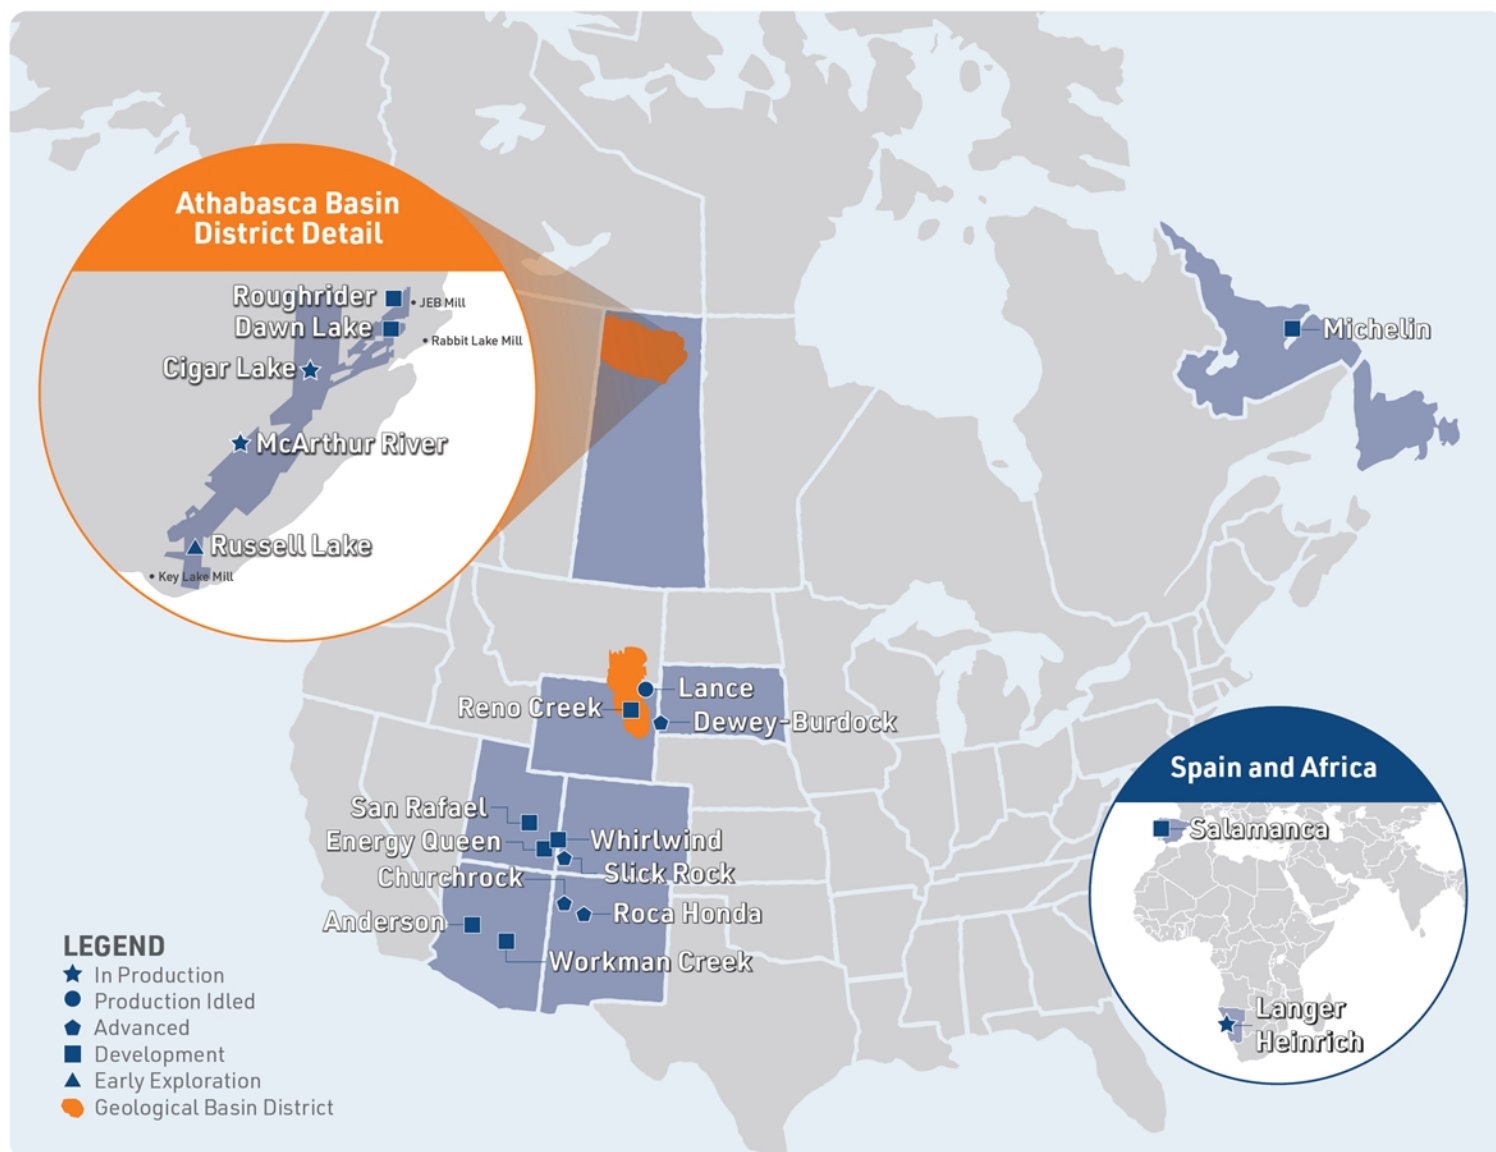 Athabasca Basin
District Detail
Roughrider
JEB Mill
Dawn Lake
Rabbit Lake Mill
Cigar Lake
McArthur River
Russell Lake
Key Lake Mill
Michelin
Lance
Reno Creek
Dewey-Burdock
San Rafael
Energy Queen
Whirlwind
Churchrock
Slick Rock
Anderson
Roca Honda
Workman Creek
Spain and Africa
Salamanca
Langer
Heinrich
LEGEND
In Production
Production Idled
Advanced
Development
Early Exploration
Geological Basin District